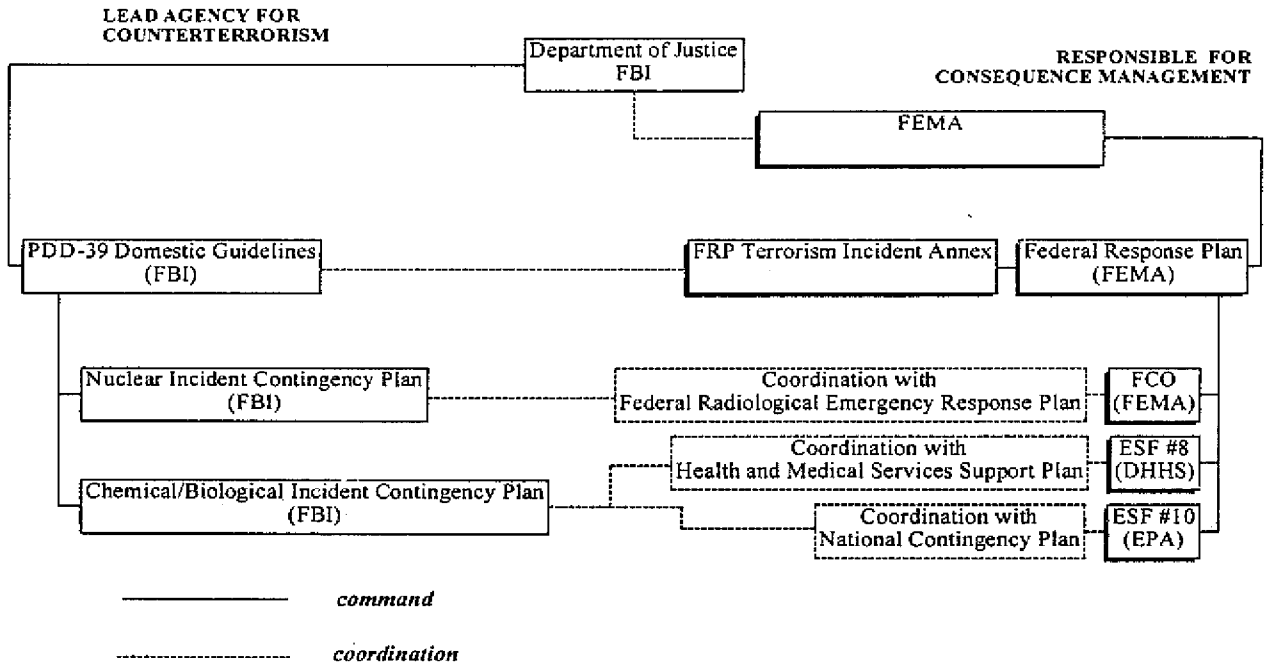 LEAD AGENCY FOR
COUNTERTERRORISM
Department of Justice
FBI
RESPONSIBLE FOR
CONSEQUENCE MANAGEMENT
FEMA
PDD-39 Domestic Guidelines
(FBI)
FRP Terrorism Incident Annex
Federal Response Plan
(FEMA)
Nuclear Incident Contingency Plan
(FBI)
Coordination with
Federal Radiological Emergency Response Plan
FCO
(FEMA)
Coordination with
Health and Medical Services Support Plan
ESF #8
(DHHS)
Chemical/Biological Incident Contingency Plan
(FBI)
Coordination with
National Contingency Plan
ESF #10
(EPA)
command
coordination